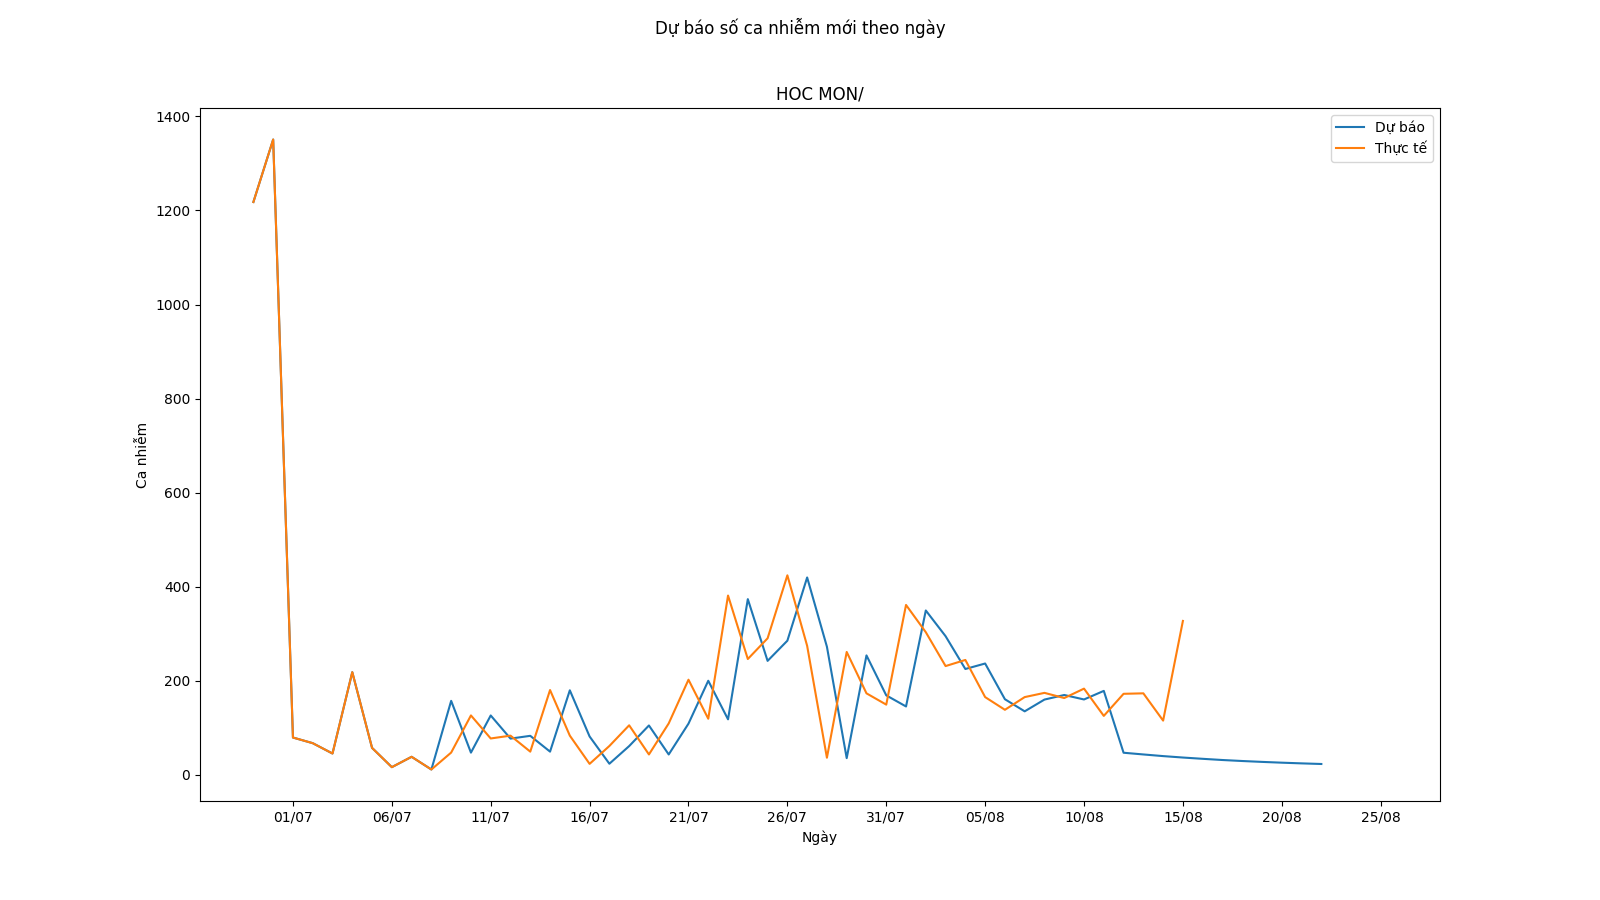 Dự báo số ca nhiễm mới theo ngày
HOC MON/
Dự báo
Thực tế
1400
1200
1000
800
600
400
200
0
Ca nhiễm
01/07 06/07 11/07 16/07 21/07 26/07 31/07 05/08 10/08 15/08 20/08 25/08
Ngày